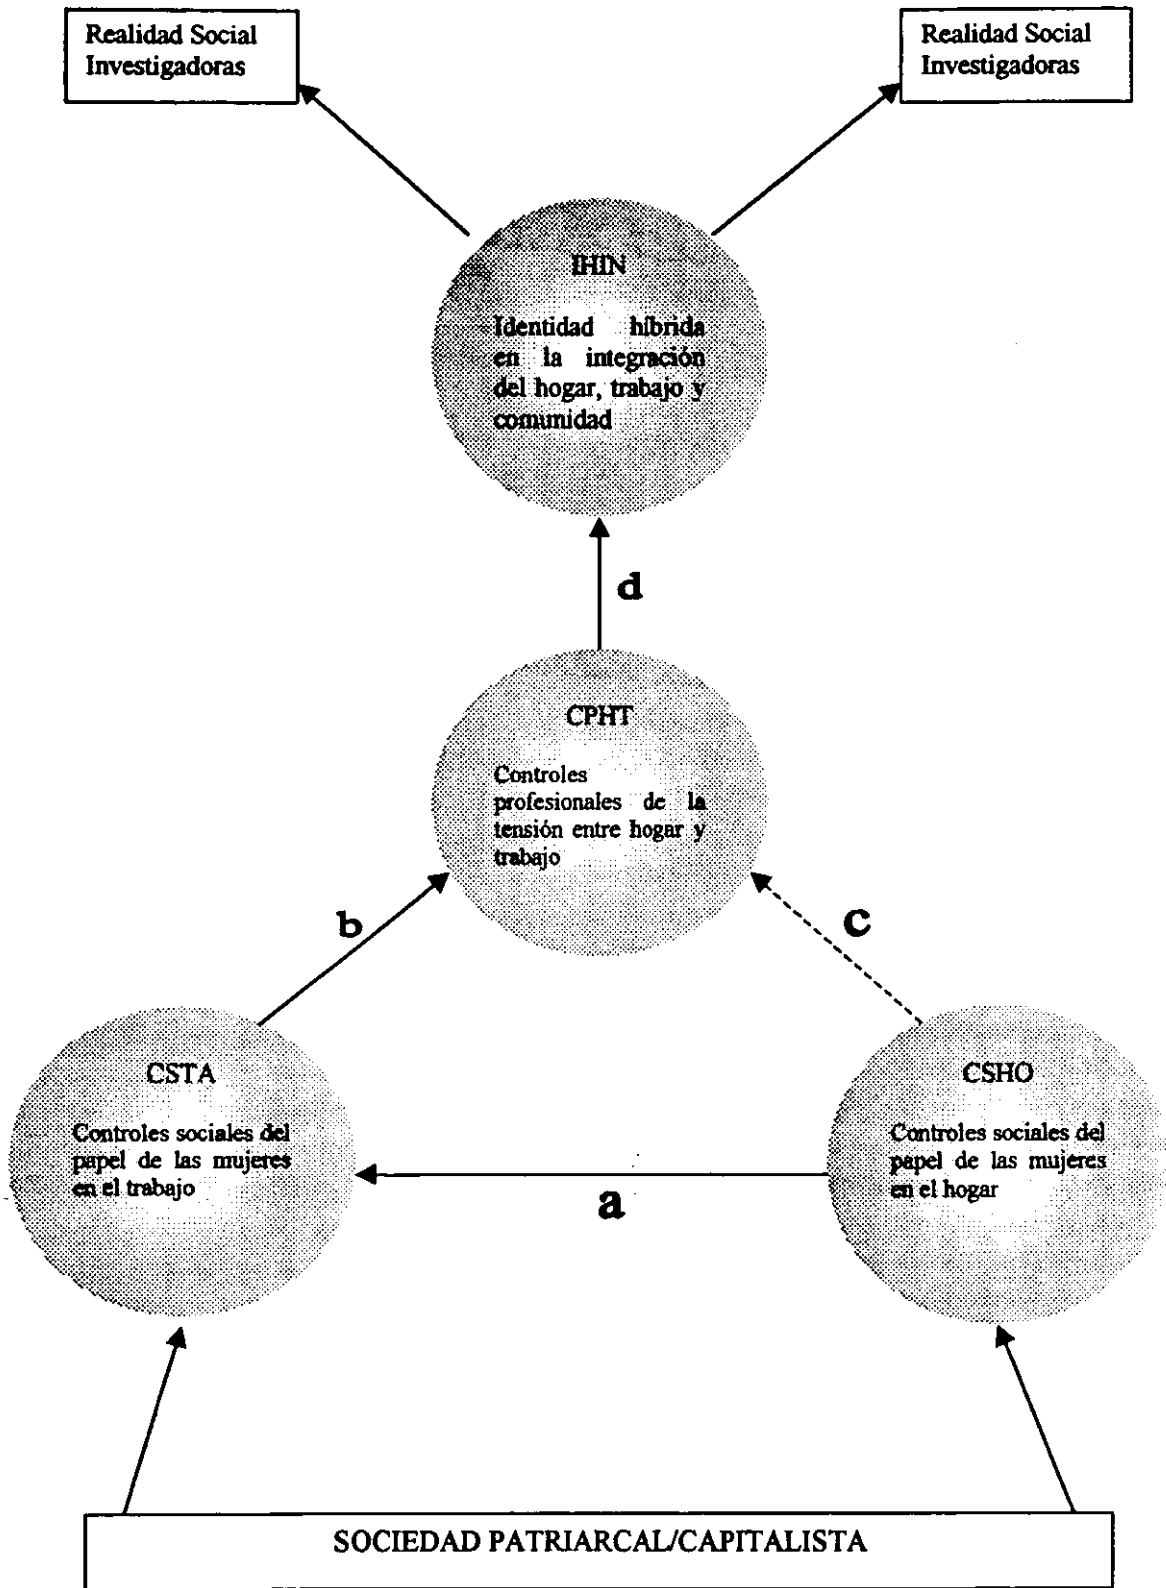 Realidad Social
Investigadoras
Realidad Social
Investigadoras
IHIN
Identidad híbrida
en la integración
del hogar, trabajo y
comunidad
d
CPHT
Controles
profesionales de la
tensión entre hogar y
trabajo
b
c
CSTA
Controles sociales del
papel de las mujeres
en el trabajo
CSHO
Controles sociales del
papel de las mujeres
en el hogar
a
SOCIEDAD PATRIARCAL/CAPITALISTA